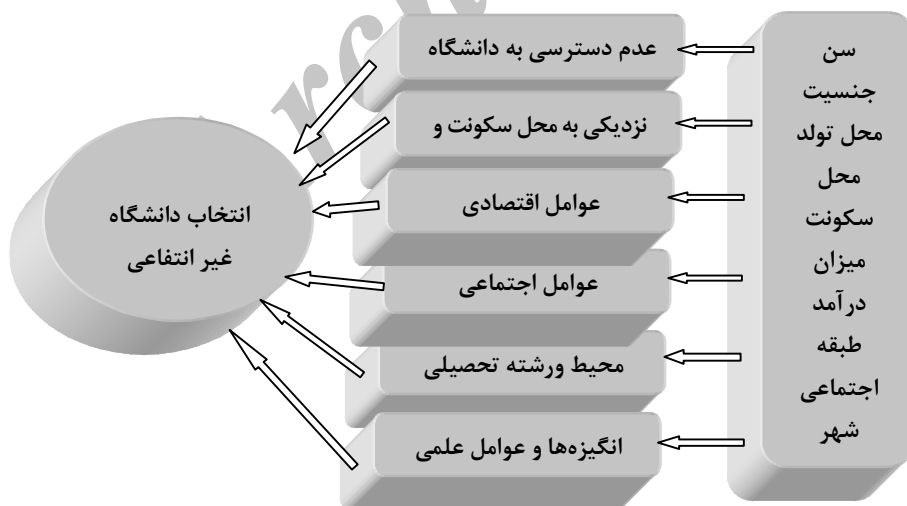 سن
جنسیت
محل تولد
محل
سکونت
میزان
درآمد
طبقه
اجتماعی
شهر
عدم دسترسی به دانشگاه
نزدیکی به محل سکونت و
عوامل اقتصادی
عوامل اجتماعی
محیط ورشته تحصیلی
انگیزه‌ها و عوامل علمی
انتخاب دانشگاه
غیر انتفاعی